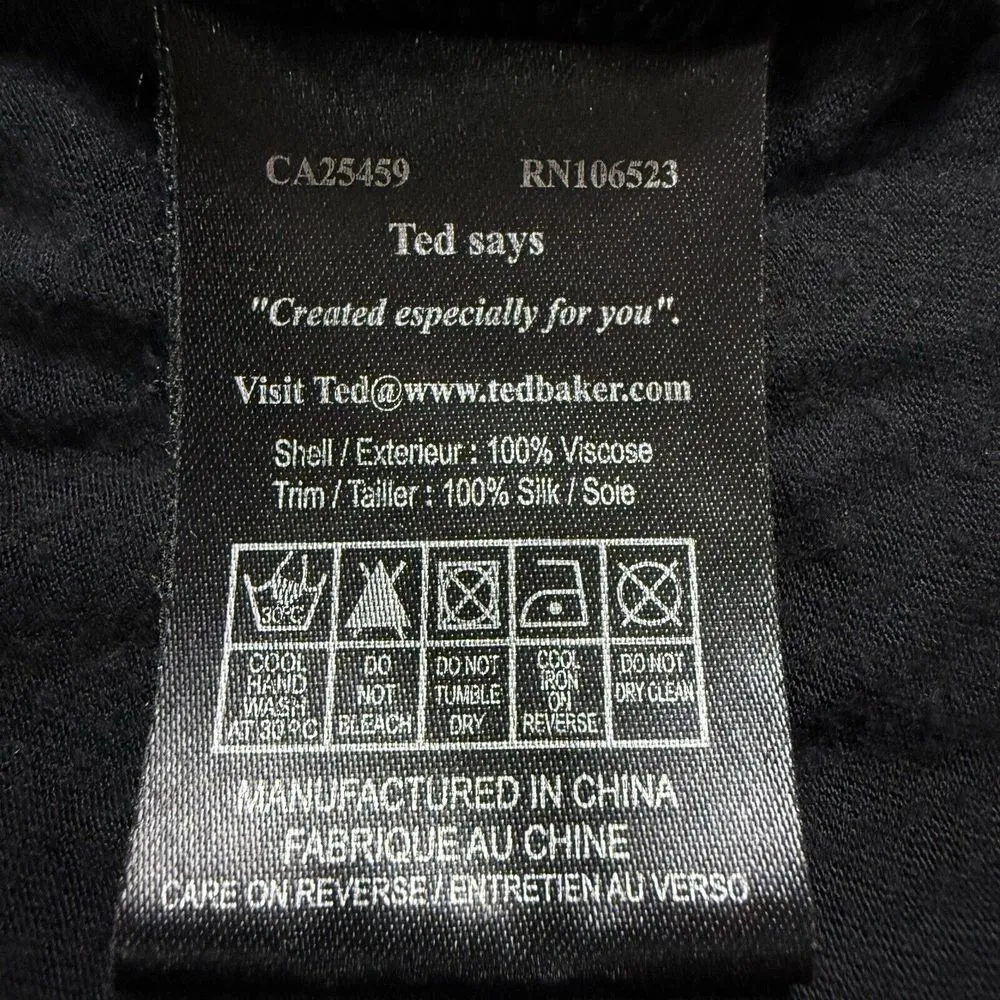 CA25459 RN106523
Ted says
"Created especially for you".
Visit Ted@www.tedbaker.com
Shell / Exterieur : 100% Viscose
Trim / Tailler : 100% Silk / Soie
30°C
COOL HAND WASH AT 30°C
DO NOT BLEACH
DO NOT TUMBLE DRY
COOL IRON ON REVERSE
DO NOT DRY CLEAN
MANUFACTURED IN CHINA
FABRIQUE AU CHINE
CARE ON REVERSE / ENTRETIEN AU VERSO